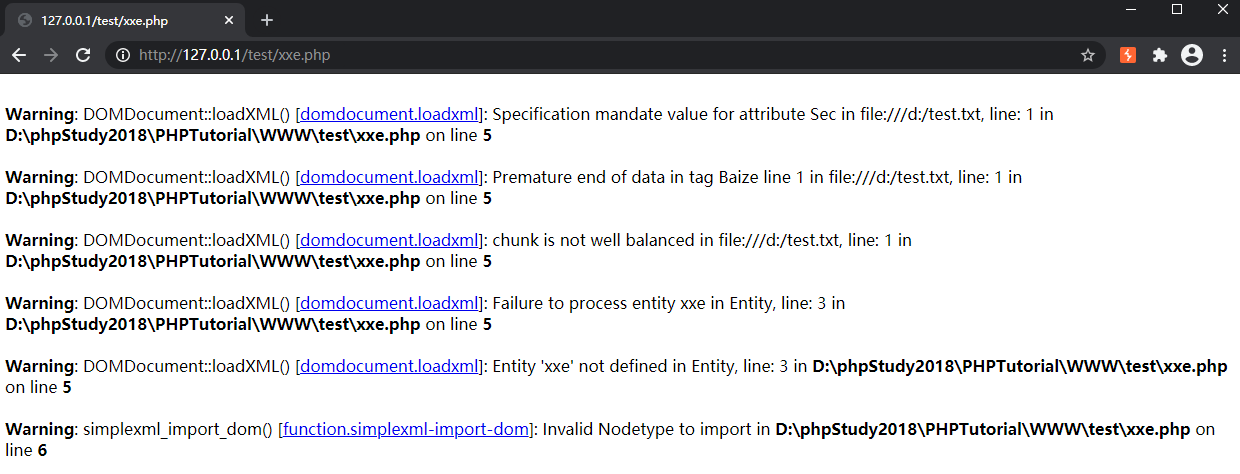 127.0.0.1/test/xxe.php
http://127.0.0.1/test/xxe.php
Warning: DOMDocument::loadXML() [domdocument.loadxml]: Specification mandate value for attribute Sec in file:///d:/test.txt, line: 1 in
D:\phpStudy2018\PHPTutorial\WWW\test\xxe.php on line 5
Warning: DOMDocument::loadXML() [domdocument.loadxml]: Premature end of data in tag Baize line 1 in file:///d:/test.txt, line: 1 in
D:\phpStudy2018\PHPTutorial\WWW\test\xxe.php on line 5
Warning: DOMDocument::loadXML() [domdocument.loadxml]: chunk is not well balanced in file:///d:/test.txt, line: 1 in
D:\phpStudy2018\PHPTutorial\WWW\test\xxe.php on line 5
Warning: DOMDocument::loadXML() [domdocument.loadxml]: Failure to process entity xxe in Entity, line: 3 in
D:\phpStudy2018\PHPTutorial\WWW\test\xxe.php on line 5
Warning: DOMDocument::loadXML() [domdocument.loadxml]: Entity 'xxe' not defined in Entity, line: 3 in D:\phpStudy2018\PHPTutorial\WWW\test\xxe.php
on line 5
Warning: simplexml_import_dom() [function.simplexml-import-dom]: Invalid Nodetype to import in D:\phpStudy2018\PHPTutorial\WWW\test\xxe.php on
line 6